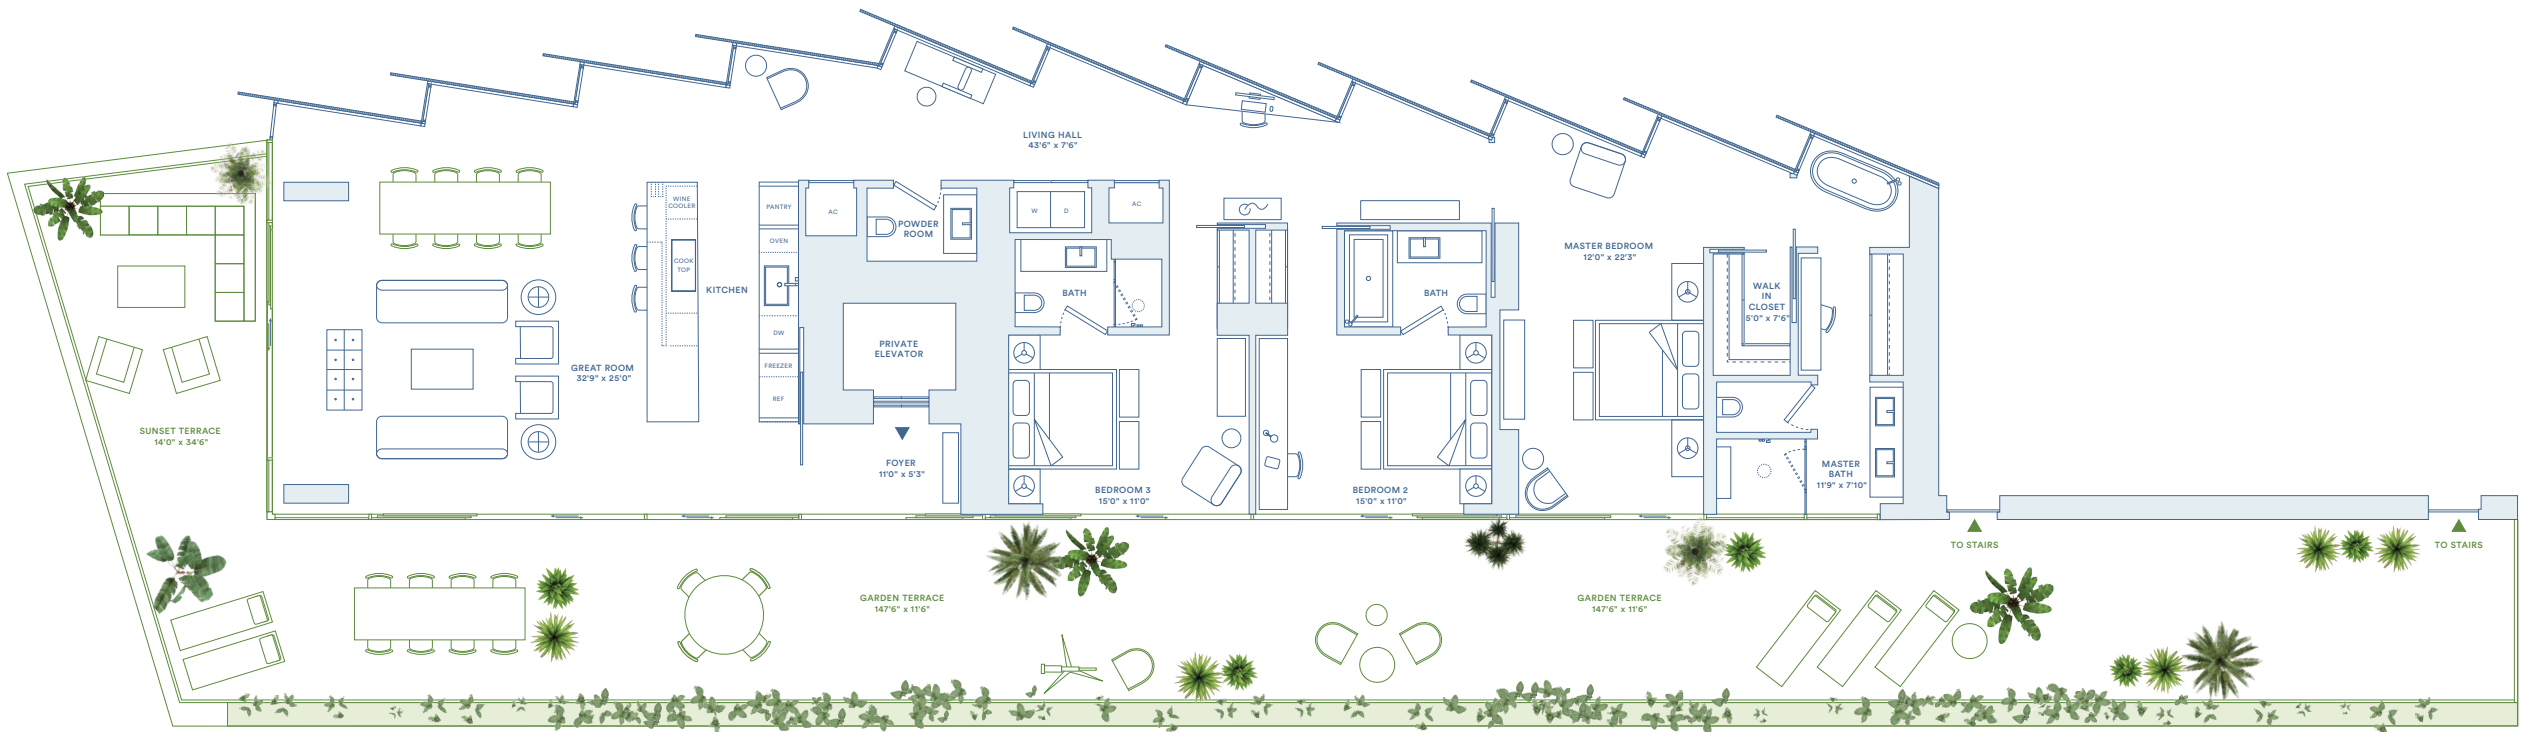 LIVING HALL
43'6" x 7'6"
WINE
COOLER
PANTRY
AC
POWDER
ROOM
W
D
AC
OVEN
COOK
TOP
KITCHEN
BATH
BATH
MASTER BEDROOM
12'0" x 22'3"
WALK
IN
CLOSET
5'0" x 7'6"
DW
PRIVATE
ELEVATOR
FREEZER
REF
GREAT ROOM
32'9" x 25'0"
SUNSET TERRACE
14'0" x 34'6"
FOYER
11'0" x 5'3"
BEDROOM 3
15'0" x 11'0"
BEDROOM 2
15'0" x 11'0"
MASTER
BATH
11'9" x 7'10"
TO STAIRS
TO STAIRS
GARDEN TERRACE
147'6" x 11'6"
GARDEN TERRACE
147'6" x 11'6"